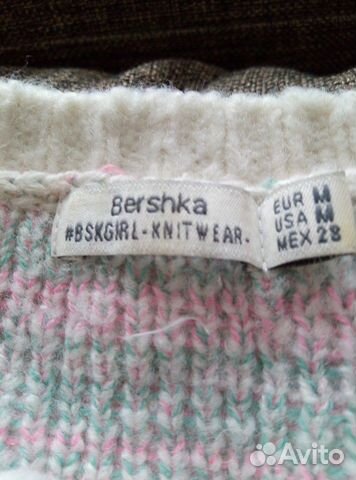 Bershka
#BSKGIRL-KNITWEAR-
EUR M
USA M
MEX 28
Avito